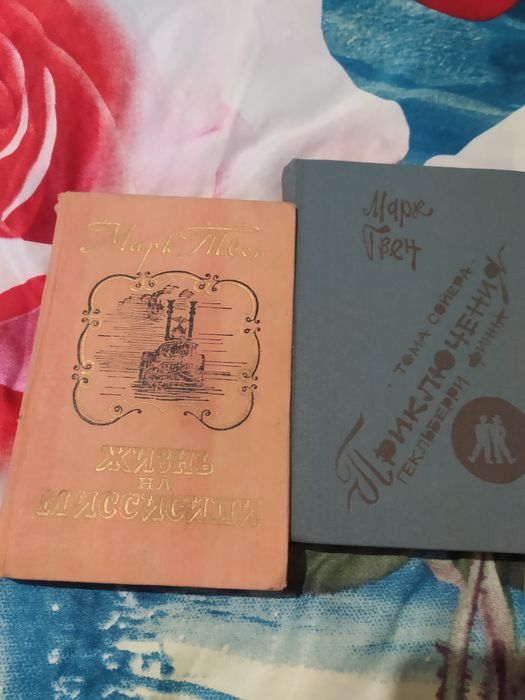 Марк Твен
ЖИЗНЬ
НА
МИССИСИПИ
Марк
Твен
ТОМА СОЙЕРА
ПРИКЛЮЧЕНИЯ
ГЕКЛЬБЕРРИ ФИННА